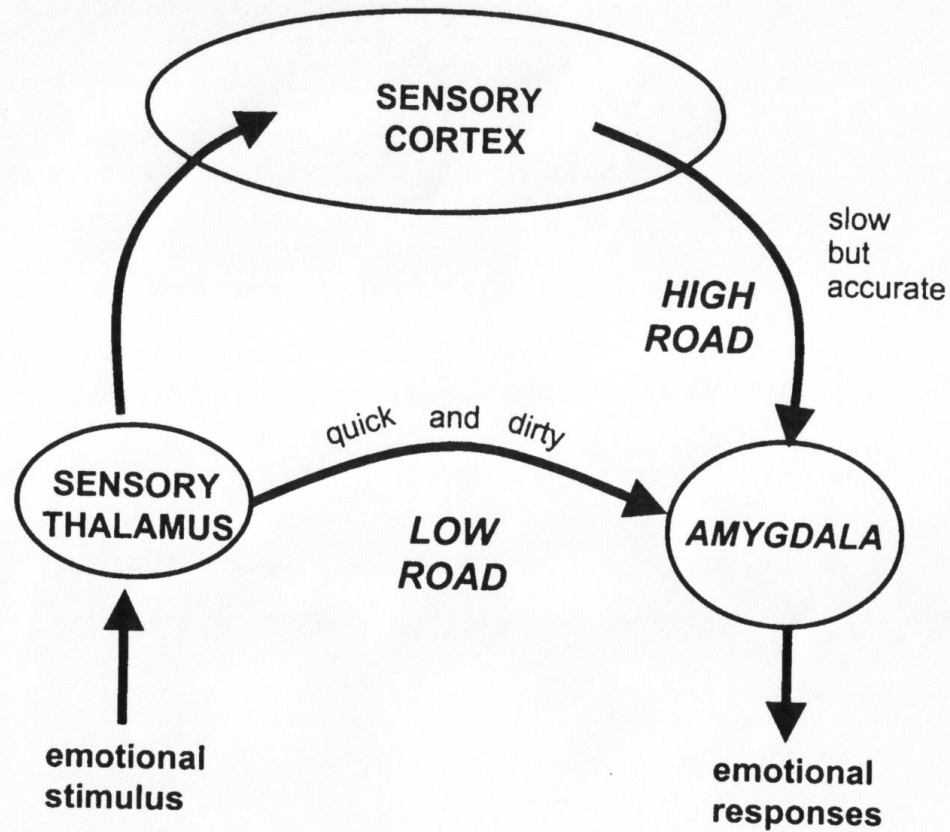 SENSORY
CORTEX
slow
but
accurate
HIGH
ROAD
quick and dirty
SENSORY
THALAMUS
LOW
ROAD
AMYGDALA
emotional
stimulus
emotional
responses